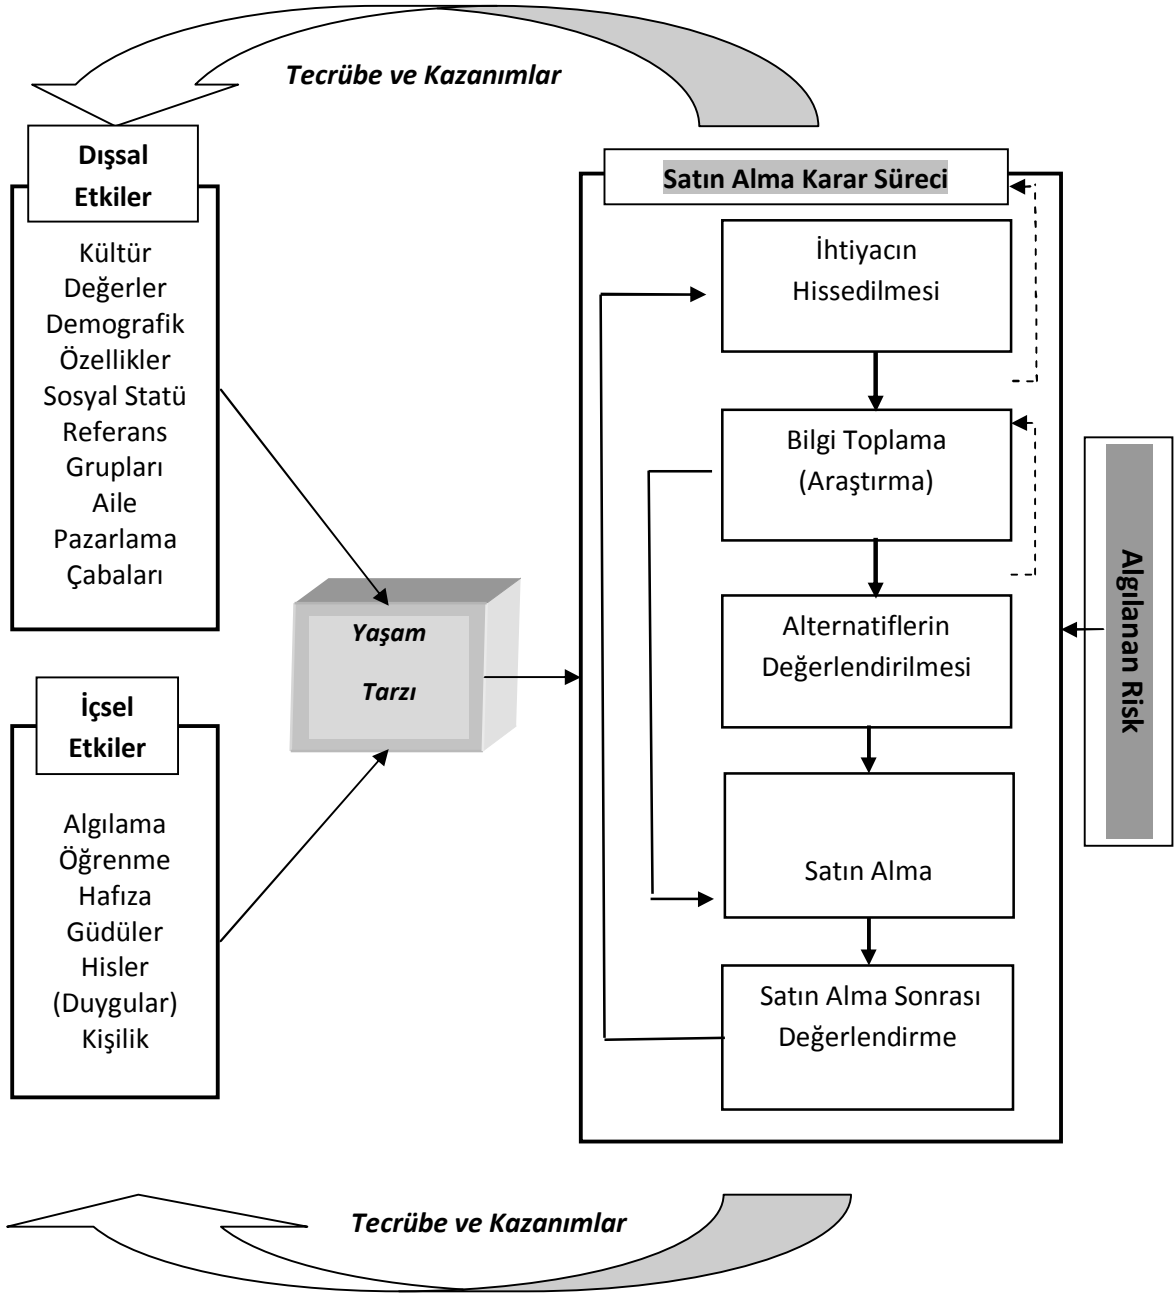 Tecrübe ve Kazanımlar
Dışsal
Etkiler
Kültür
Değerler
Demografik
Özellikler
Sosyal Statü
Referans
Grupları
Aile
Pazarlama
Çabaları
İçsel
Etkiler
Algılama
Öğrenme
Hafıza
Güdüler
Hisler
(Duygular)
Kişilik
Yaşam
Tarzı
Satın Alma Karar Süreci
İhtiyacın
Hissedilmesi
Bilgi Toplama
(Araştırma)
Alternatiflerin
Değerlendirilmesi
Satın Alma
Satın Alma Sonrası
Değerlendirme
Algılanan Risk
Tecrübe ve Kazanımlar